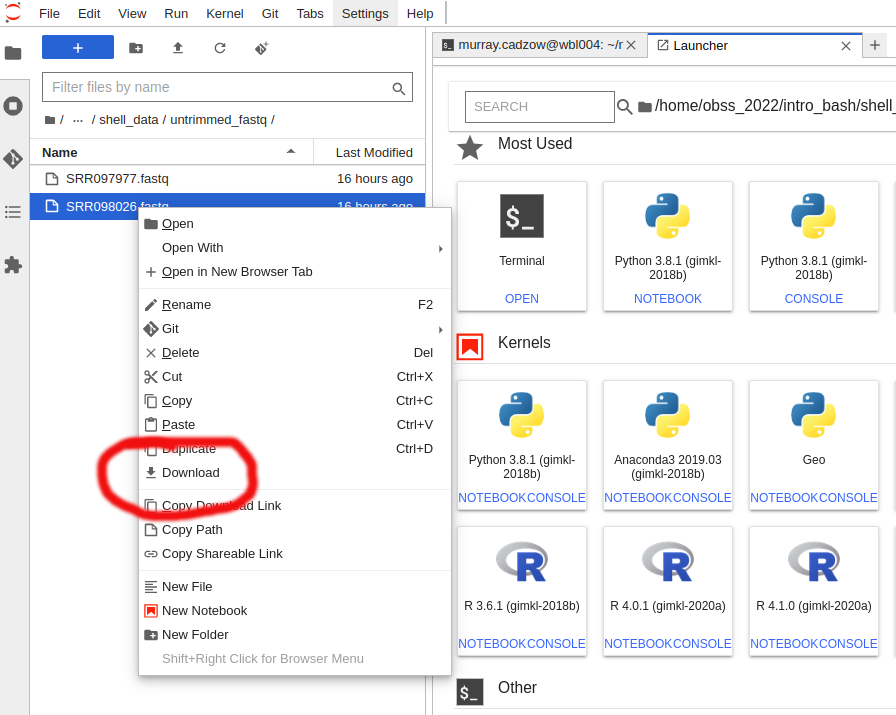 File Edit View Run Kernel Git Tabs Settings Help
+
Filter files by name
/ ... / shell_data / untrimmed_fastq /
Name Last Modified
SRR097977.fastq 16 hours ago
SRR098026.fastq 16 hours ago
Open
Open With
Open in New Browser Tab
Rename F2
Git
Delete Del
Cut Ctrl+X
Copy Ctrl+C
Paste Ctrl+V
Duplicate Ctrl+D
Download
Copy Download Link
Copy Path
Copy Shareable Link
New File
New Notebook
New Folder
Shift+Right Click for Browser Menu
murray.cadzow@wbl004: ~/r
Launcher
SEARCH
/home/obss_2022/intro_bash/shell_
Most Used
$_
Terminal
OPEN
Python 3.8.1 (gimkl-
2018b)
NOTEBOOK
Python 3.8.1 (gimkl-
2018b)
CONSOLE
Kernels
Python 3.8.1 (gimkl-
2018b)
NOTEBOOK CONSOLE
Anaconda3 2019.03
(gimkl-2018b)
NOTEBOOK CONSOLE
Geo
NOTEBOOK CONSOLE
R
R 3.6.1 (gimkl-2018b)
NOTEBOOK CONSOLE
R
R 4.0.1 (gimkl-2020a)
NOTEBOOK CONSOLE
R
R 4.1.0 (gimkl-2020a)
NOTEBOOK CONSOLE
$_
Other